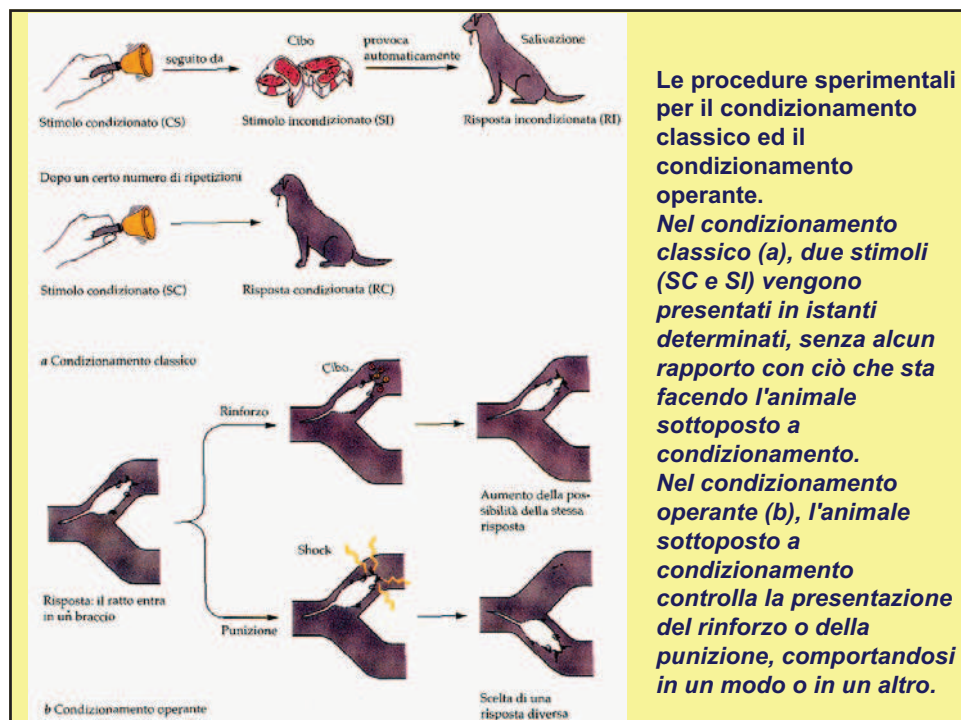 Cibo
provoca
automaticamente
Salivazione
seguito da
Stimolo condizionato (CS)
Stimolo incondizionato (SI)
Risposta incondizionata (RI)
Dopo un certo numero di ripetizioni
Stimolo condizionato (SC)
Risposta condizionata (RC)
a Condizionamento classico
Cibo
Rinforzo
Aumento della pos-
sibilità della stessa
risposta
Shock
Risposta: il ratto entra
in un braccio
Punizione
Scelta di una
risposta diversa
b Condizionamento operante
Le procedure sperimentali
per il condizionamento
classico ed il
condizionamento
operante.
Nel condizionamento
classico (a), due stimoli
(SC e SI) vengono
presentati in istanti
determinati, senza alcun
rapporto con ciò che sta
facendo l'animale
sottoposto a
condizionamento.
Nel condizionamento
operante (b), l'animale
sottoposto a
condizionamento
controlla la presentazione
del rinforzo o della
punizione, comportandosi
in un modo o in un altro.